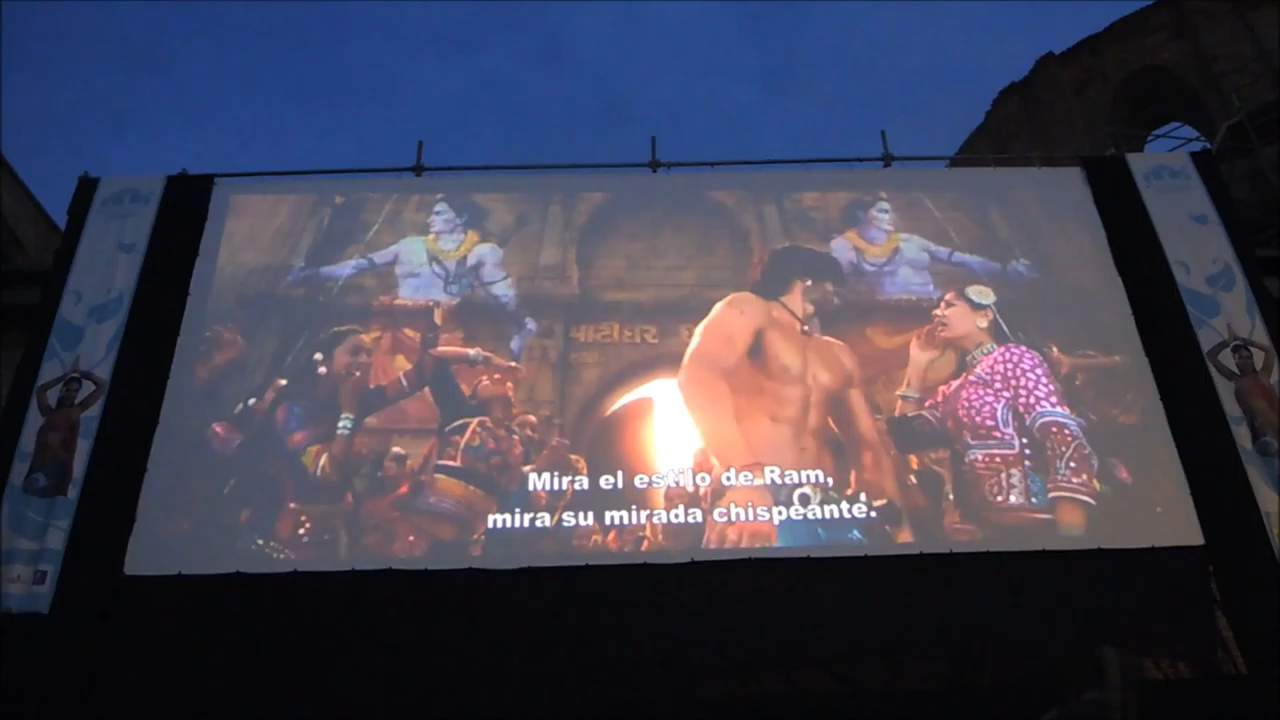 પાટીદાર
Mira el estilo de Ram,
mira su mirada chispeante.